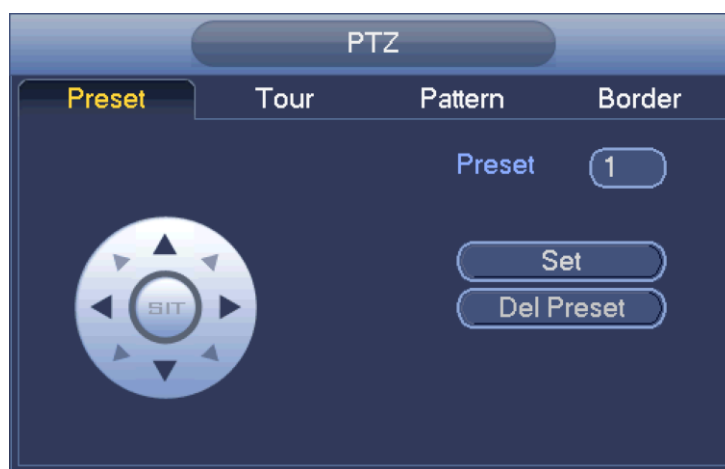 PTZ
Preset Tour Pattern Border
Preset 1
Set
SIT
Del Preset